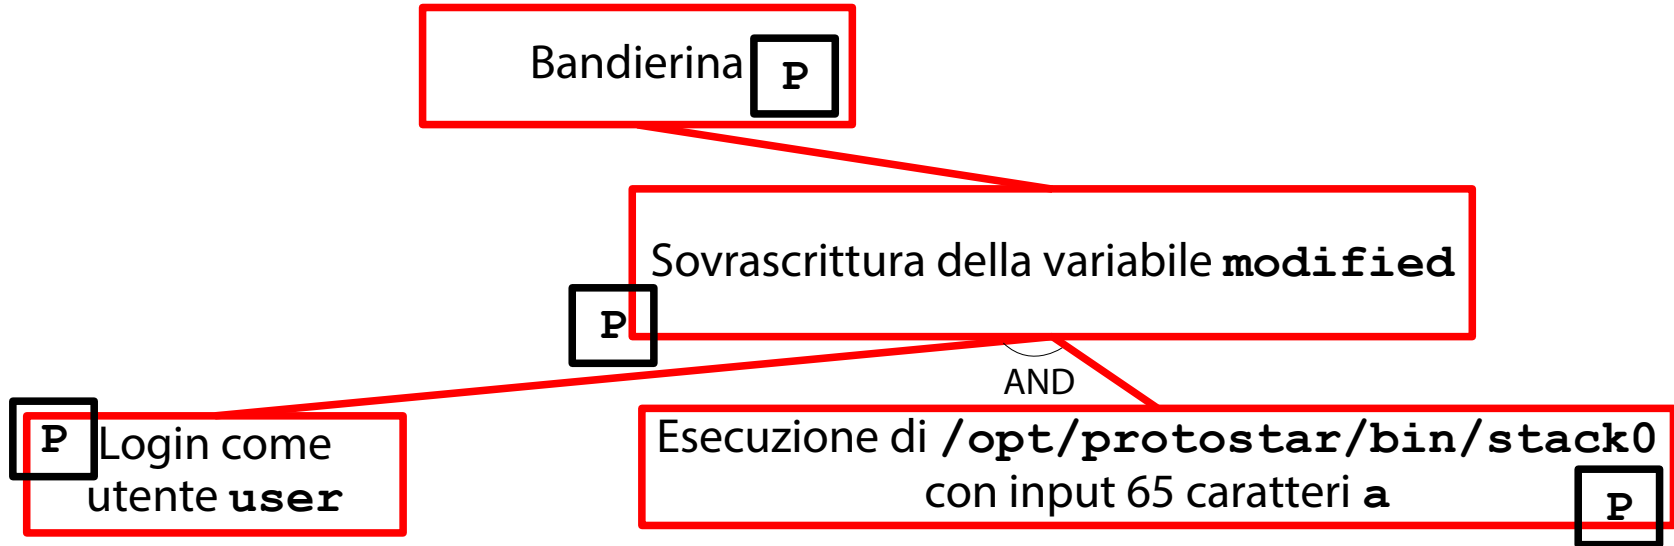 Bandierina P
Sovrascrittura della variabile modified
P
AND
P Login come
utente user
Esecuzione di /opt/protostar/bin/stack0
con input 65 caratteri a
P